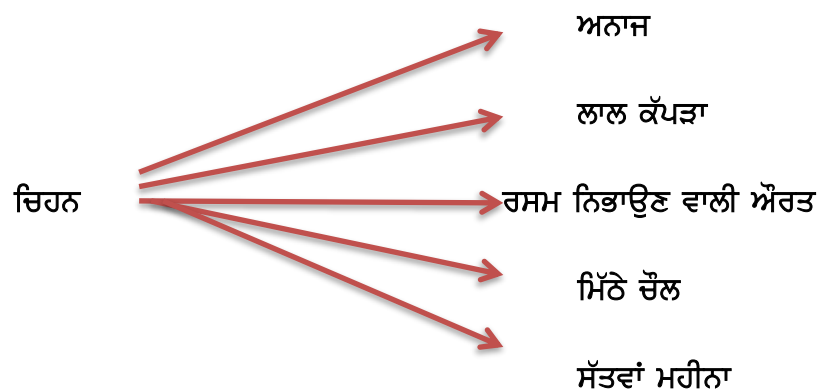 ਅਨਾਜ
ਲਾਲ ਕੱਪੜਾ
ਚਿਹਨ
ਰਸਮ ਨਿਭਾਉਣ ਵਾਲੀ ਔਰਤ
ਮਿੱਠੇ ਚੌਲ
ਸੱਤਵਾਂ ਮਹੀਨਾ